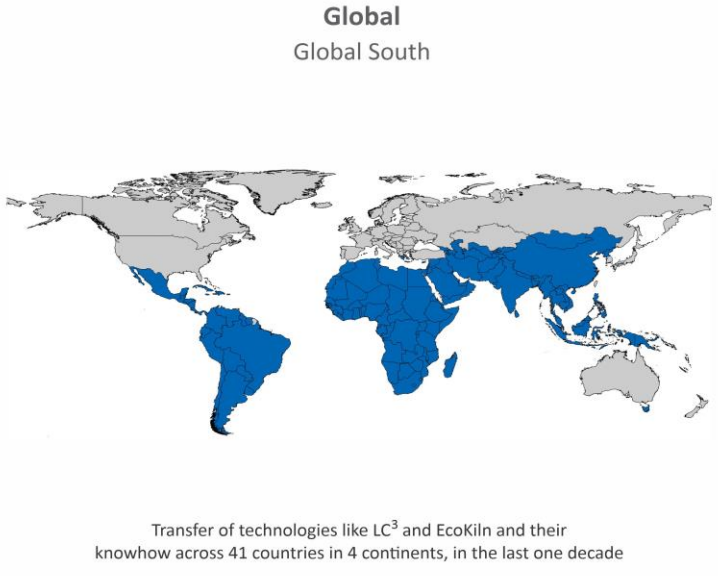 Global
Global South
Transfer of technologies like LC³ and EcoKiln and their
knowhow across 41 countries in 4 continents, in the last one decade